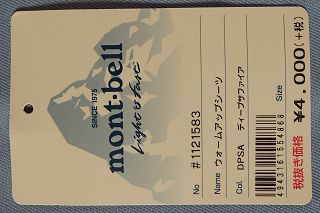 SINCE 1975
mont·bell
Light & Fast
No #1121583
Name ウォームアップシーツ
Col. DPSA ディープサファイア
Size
4943161554868
税抜き価格 ¥4,000(+税)